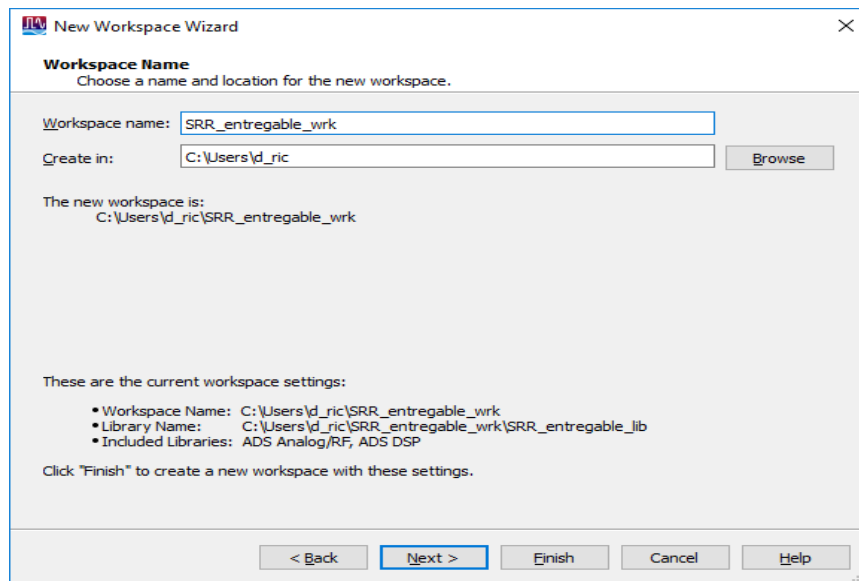 New Workspace Wizard
Workspace Name
Choose a name and location for the new workspace.
Workspace name: SRR_entregable_wrk
Create in: C:\Users\d_ric Browse
The new workspace is:
C:\Users\d_ric\SRR_entregable_wrk
These are the current workspace settings:
• Workspace Name: C:\Users\d_ric\SRR_entregable_wrk
• Library Name: C:\Users\d_ric\SRR_entregable_wrk\SRR_entregable_lib
• Included Libraries: ADS Analog/RF, ADS DSP
Click "Finish" to create a new workspace with these settings.
< Back Next > Finish Cancel Help